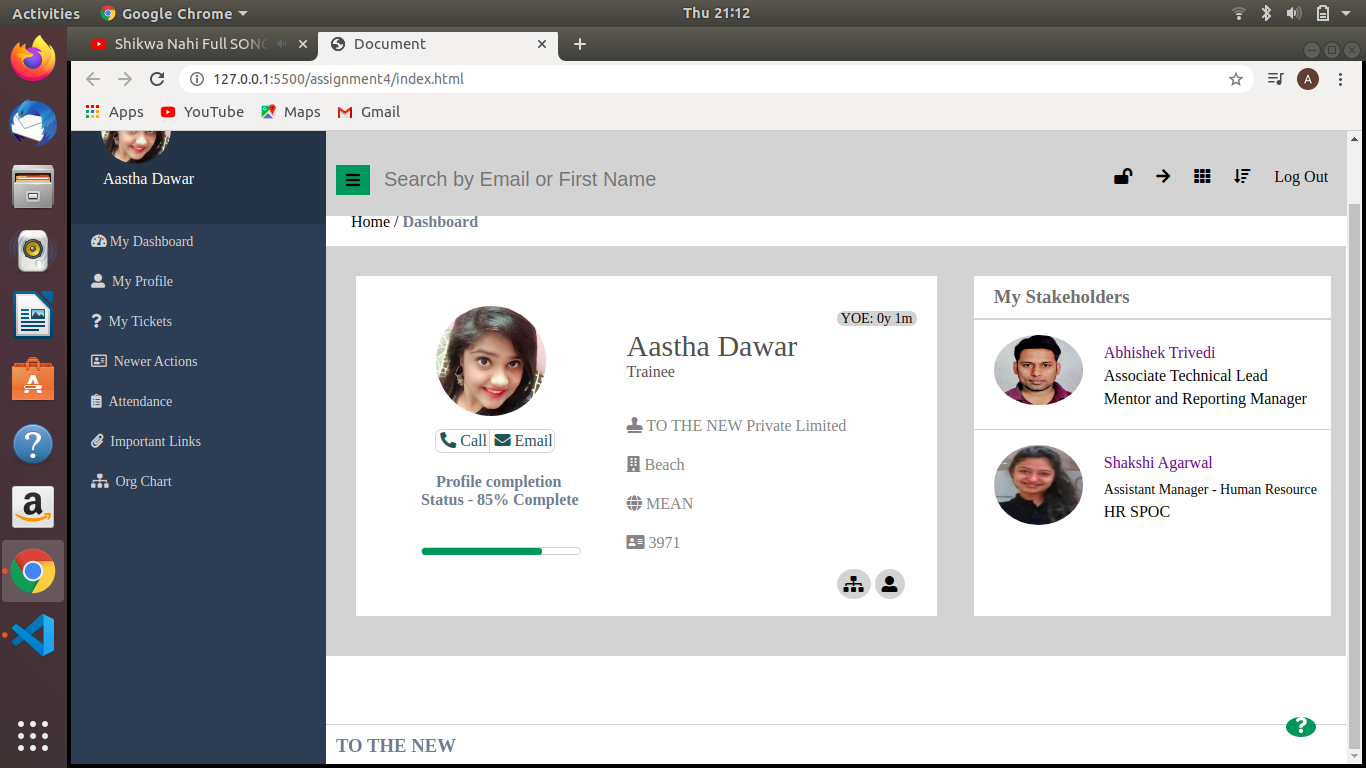 Activities
Google Chrome
Thu 21:12
Shikwa Nahi Full SONG
Document
127.0.0.1:5500/assignment4/index.html
A
Apps
YouTube
Maps
Gmail
Aastha Dawar
My Dashboard
My Profile
My Tickets
Newer Actions
Attendance
Important Links
Org Chart
Search by Email or First Name
Log Out
Home / Dashboard
YOE: 0y 1m
Aastha Dawar
Trainee
Call
Email
Profile completion
Status - 85% Complete
TO THE NEW Private Limited
Beach
MEAN
3971
My Stakeholders
Abhishek Trivedi
Associate Technical Lead
Mentor and Reporting Manager
Shakshi Agarwal
Assistant Manager - Human Resource
HR SPOC
TO THE NEW